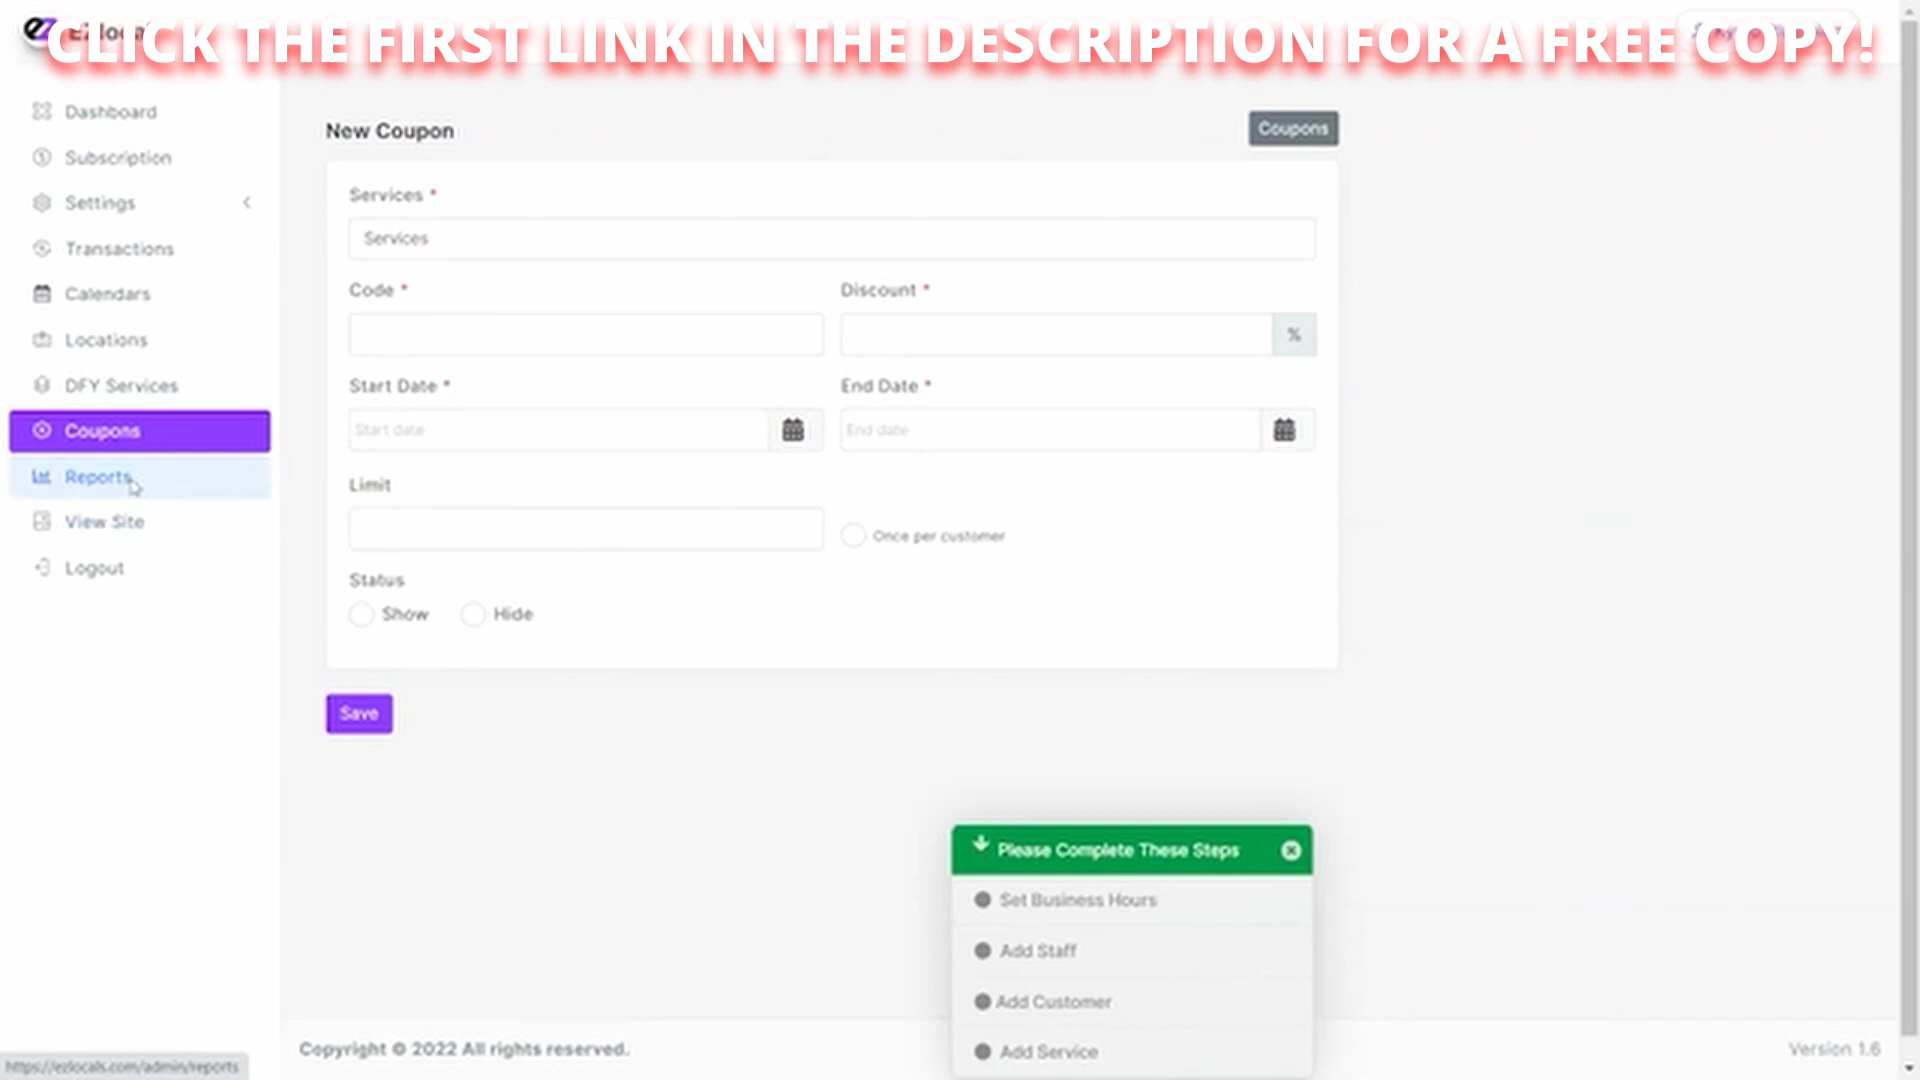 CLICK THE FIRST LINK IN THE DESCRIPTION FOR A FREE COPY!
Dashboard
Subscription
Settings
Transactions
Calendars
Locations
DFY Services
Coupons
Reports
View Site
Logout
New Coupon
Coupons
Services *
Services
Code *
Discount *
%
Start Date *
End Date *
Start date
End date
Limit
Once per customer
Status
Show
Hide
Save
Please Complete These Steps
Set Business Hours
Add Staff
Add Customer
Add Service
Copyright © 2022 All rights reserved.
Version 1.6
https://ezlocals.com/admin/reports